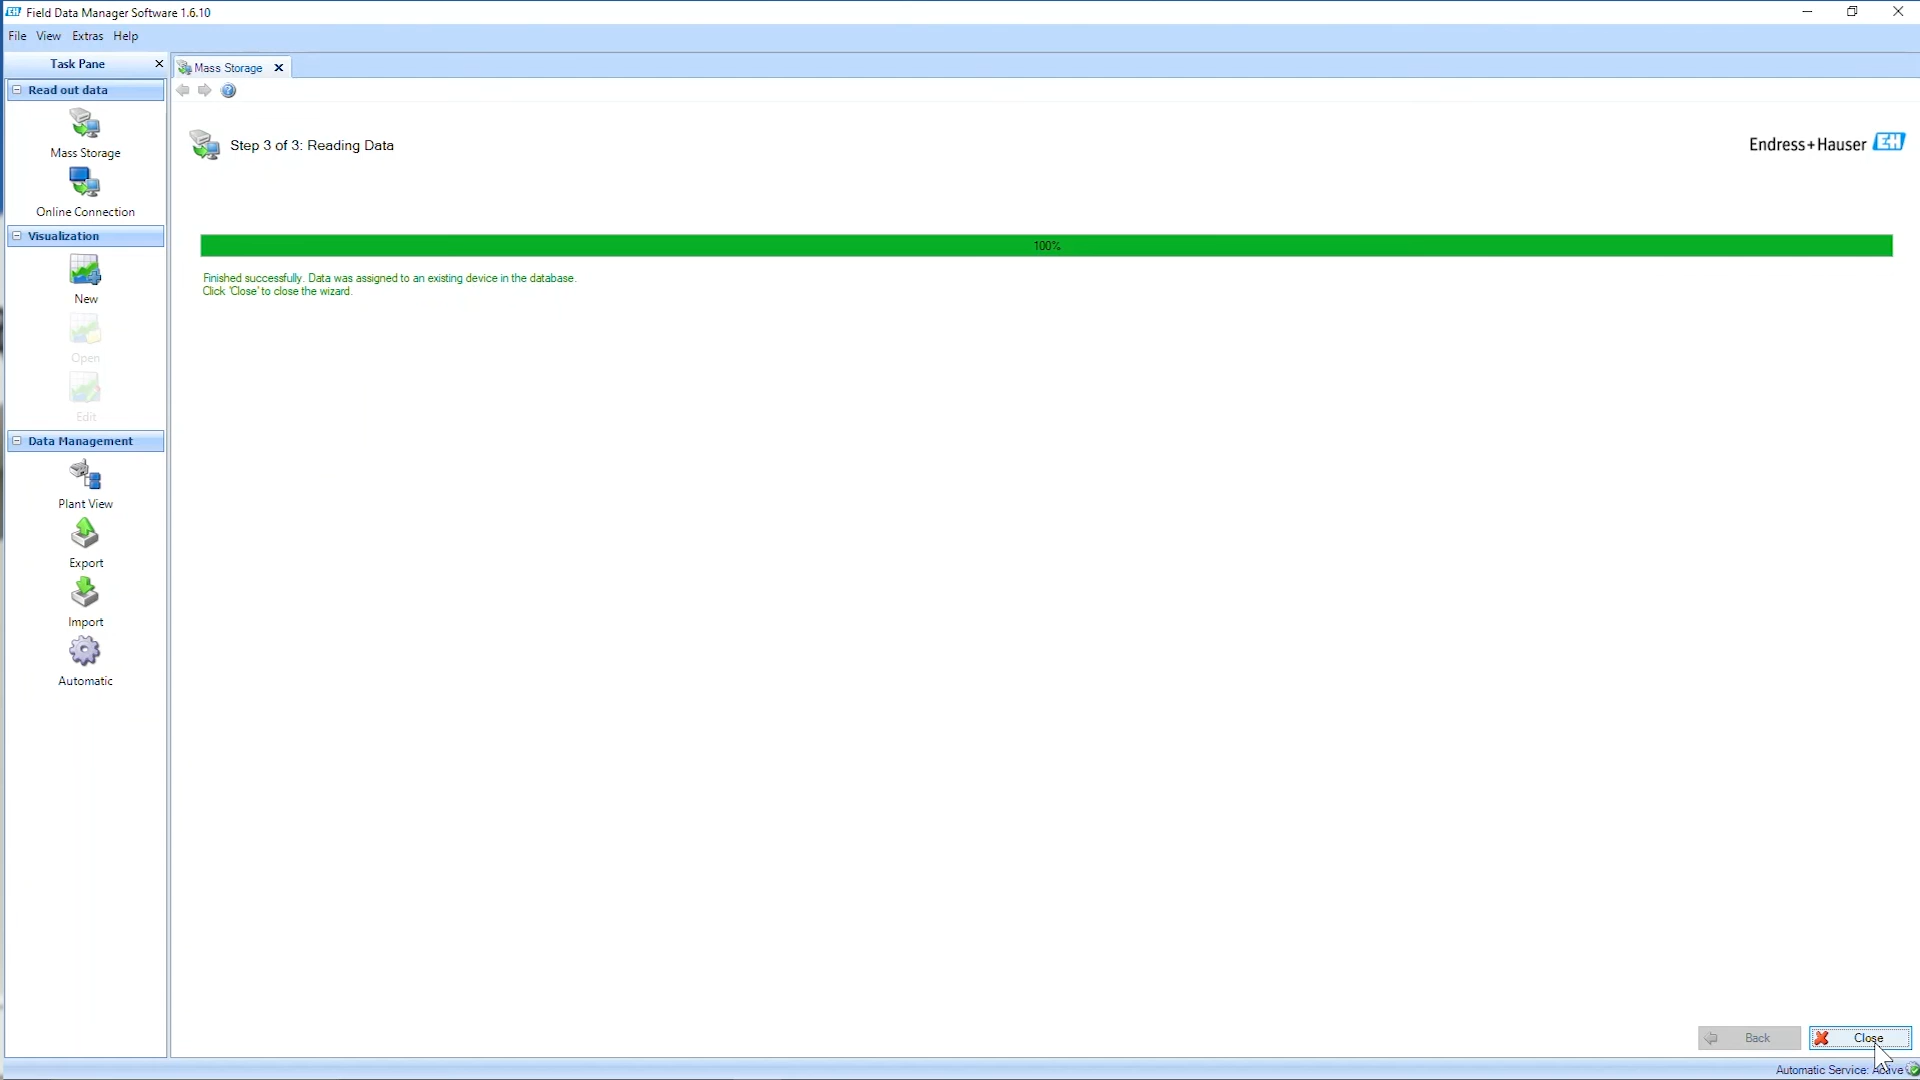 Field Data Manager Software 1.6.10
File View Extras Help
Task Pane
Mass Storage
Read out data
Mass Storage
Online Connection
Visualization
New
Open
Edit
Data Management
Plant View
Export
Import
Automatic
Step 3 of 3: Reading Data
Endress+Hauser EH
100%
Finished successfully. Data was assigned to an existing device in the database.
Click 'Close' to close the wizard.
Back
Close
Automatic Service: Active